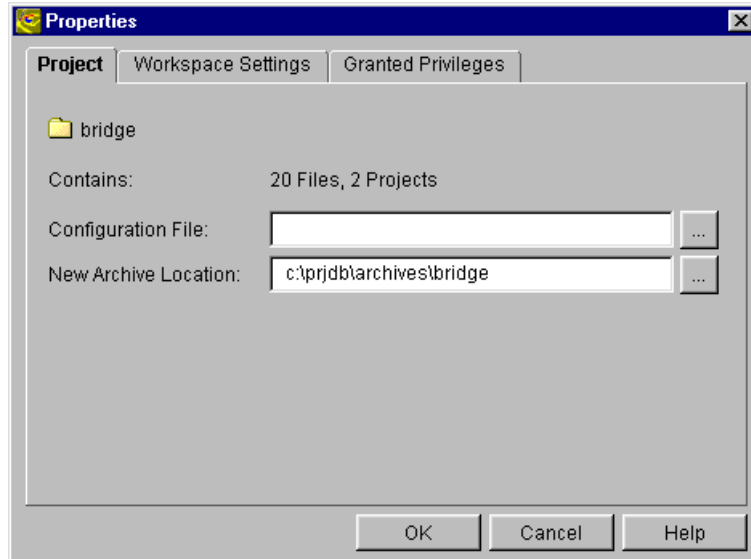 Properties
Project Workspace Settings Granted Privileges
bridge
Contains: 20 Files, 2 Projects
Configuration File: ...
New Archive Location: c:\prjdb\archives\bridge ...
OK Cancel Help